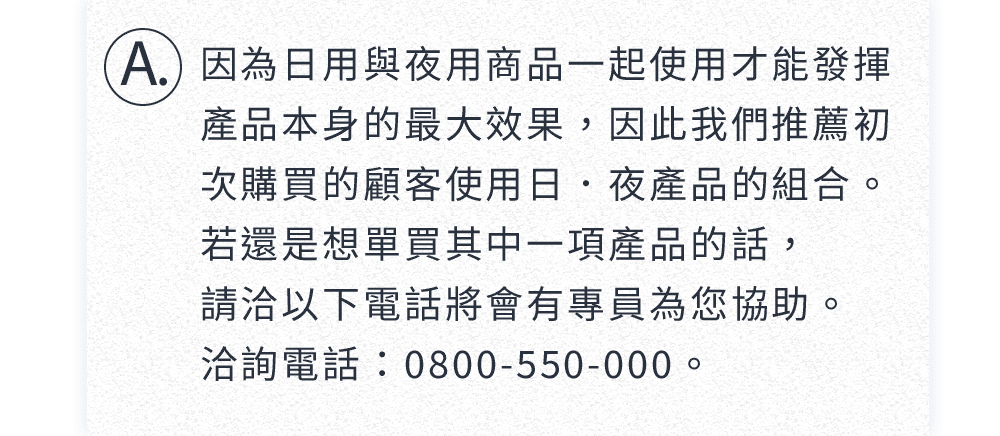 A. 因為日用與夜用商品一起使用才能發揮
產品本身的最大效果，因此我們推薦初
次購買的顧客使用日．夜產品的組合。
若還是想單買其中一項產品的話，
請洽以下電話將會有專員為您協助。
洽詢電話：0800-550-000。